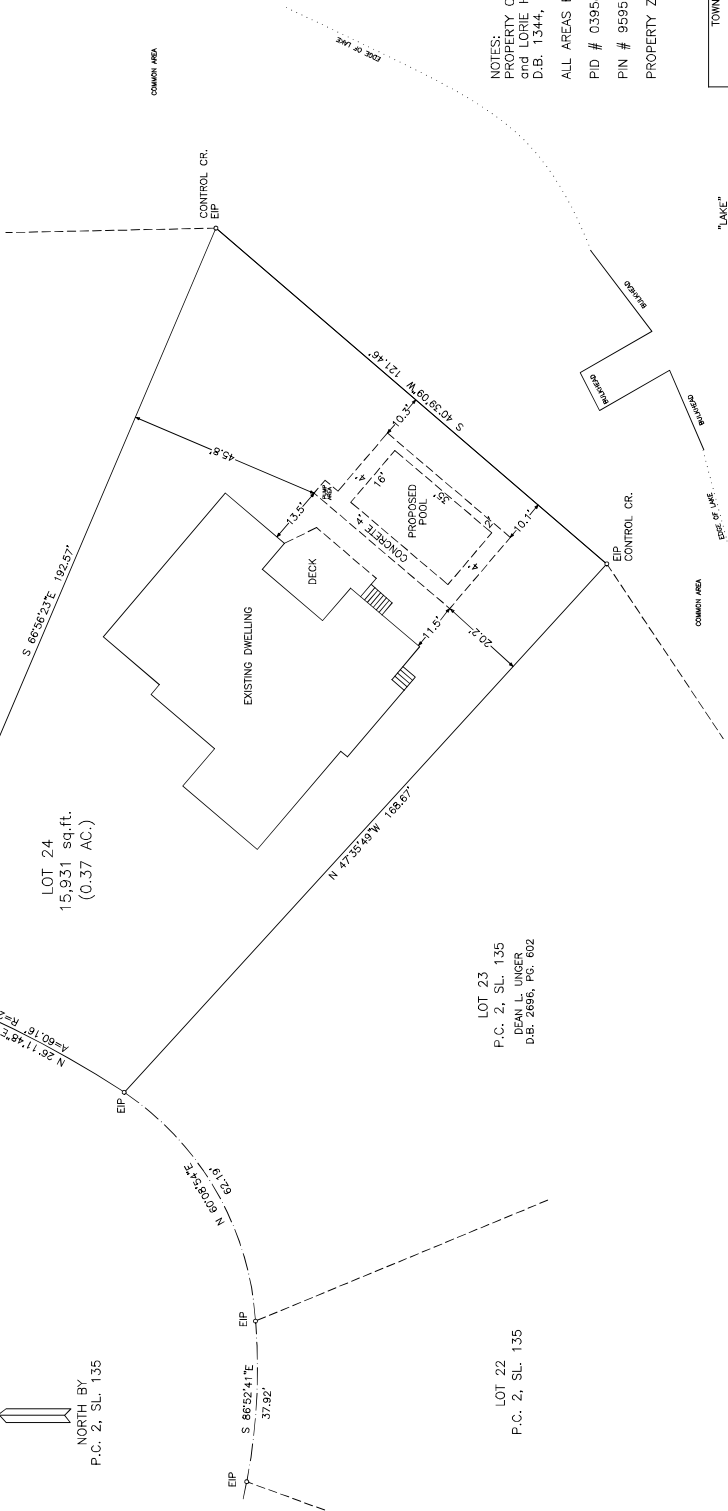 NORTH BY
P.C. 2, SL. 135
EIP
S 86°52'41"E
37.92'
EIP
LOT 22
P.C. 2, SL. 135
N 60°08'54"E
62.19'
EIP
N 26°11'48"E
A=60.16' R=
LOT 24
15,931 sq.ft.
(0.37 AC.)
LOT 23
P.C. 2, SL. 135
DEAN L. UNGER
D.B. 2696, PG. 602
N 47°35'49"W 168.67'
S 66°56'23"E 192.57'
EXISTING DWELLING
DECK
13.5'
45.8'
11.5'
20.2'
CONCRETE
4'
PUMP
AREA
4'
16'
35'
2'
4'
PROPOSED
POOL
10.3'
10.1'
S 40°39'09"W
121.46'
CONTROL CR.
EIP
EIP
CONTROL CR.
COMMON AREA
COMMON AREA
EDGE OF LAKE
EDGE OF LAKE
BULKHEAD
BULKHEAD
BULKHEAD
"LAKE"
NOTES:
PROPERTY
and LORIE
D.B. 1344,
ALL AREAS
PID # 0395
PIN # 9595
PROPERTY
TOWN